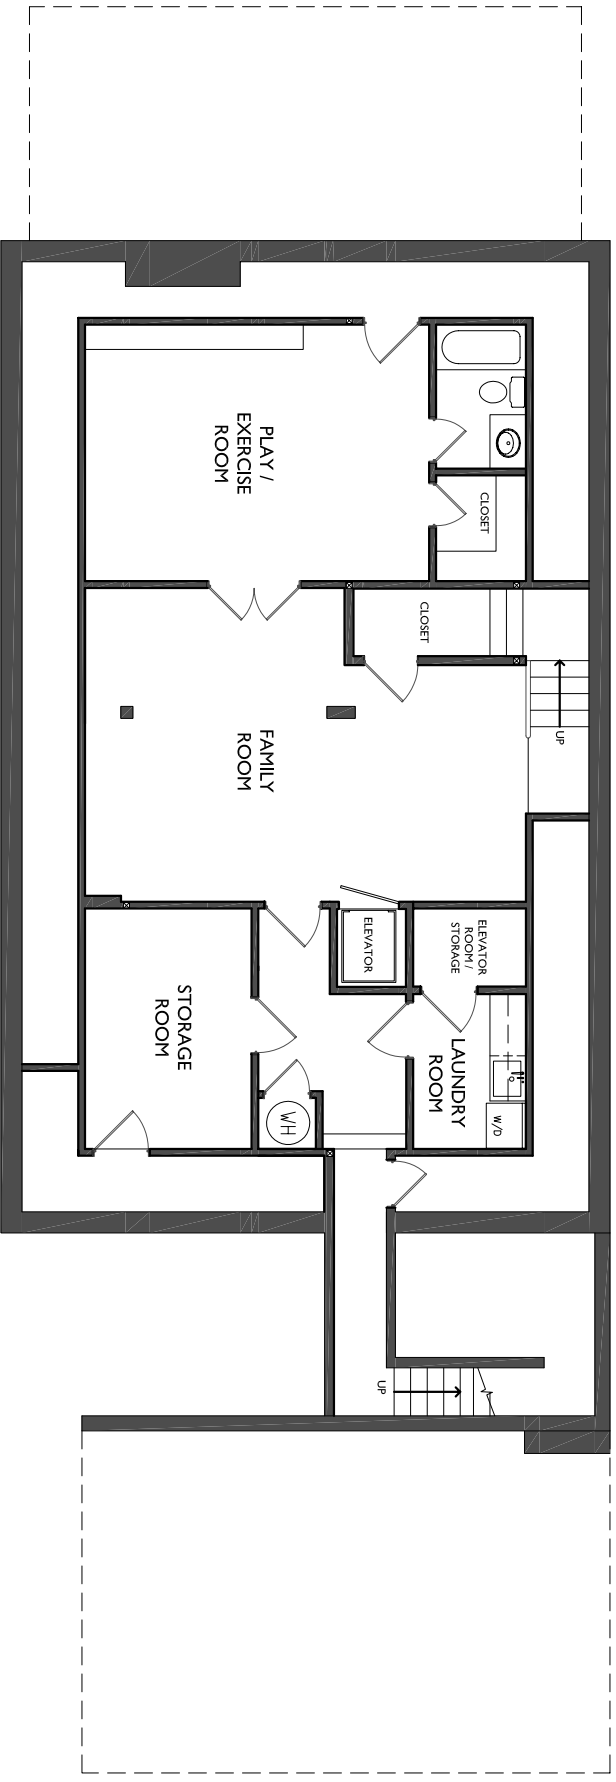 PLAY /
EXERCISE
ROOM
CLOSET
CLOSET
UP
FAMILY
ROOM
ELEVATOR
ELEVATOR
ROOM /
STORAGE
STORAGE
ROOM
LAUNDRY
ROOM
W/D
WH
UP